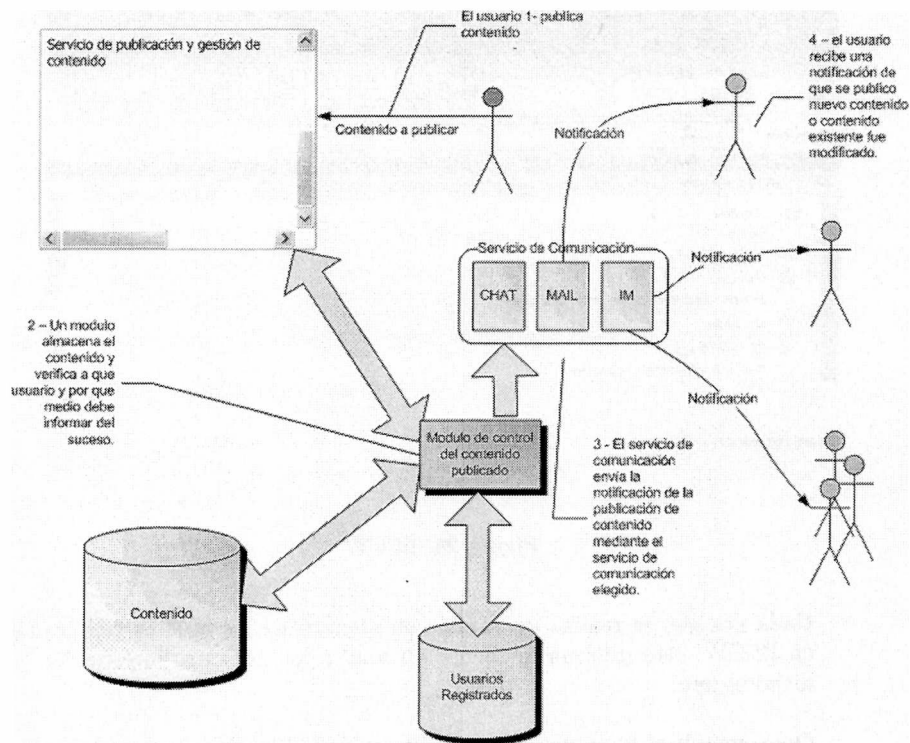 El usuario 1- publica
contenido
Servicio de publicación y gestión de
contenido
Contenido a publicar
4 – el usuario
recibe una
notificación de
que se publico
nuevo contenido
o contenido
existente fue
modificado.
Notificación
Servicio de Comunicación
CHAT
MAIL
IM
Notificación
Notificación
2 – Un modulo
almacena el
contenido y
verifica a que
usuario y por que
medio debe
informar del
suceso.
Modulo de control
del contenido
publicado
3 - El servicio de
comunicación
envía la
notificación de la
publicación de
contenido
mediante el
servicio de
comunicación
elegido.
Contenido
Usuarios
Registrados